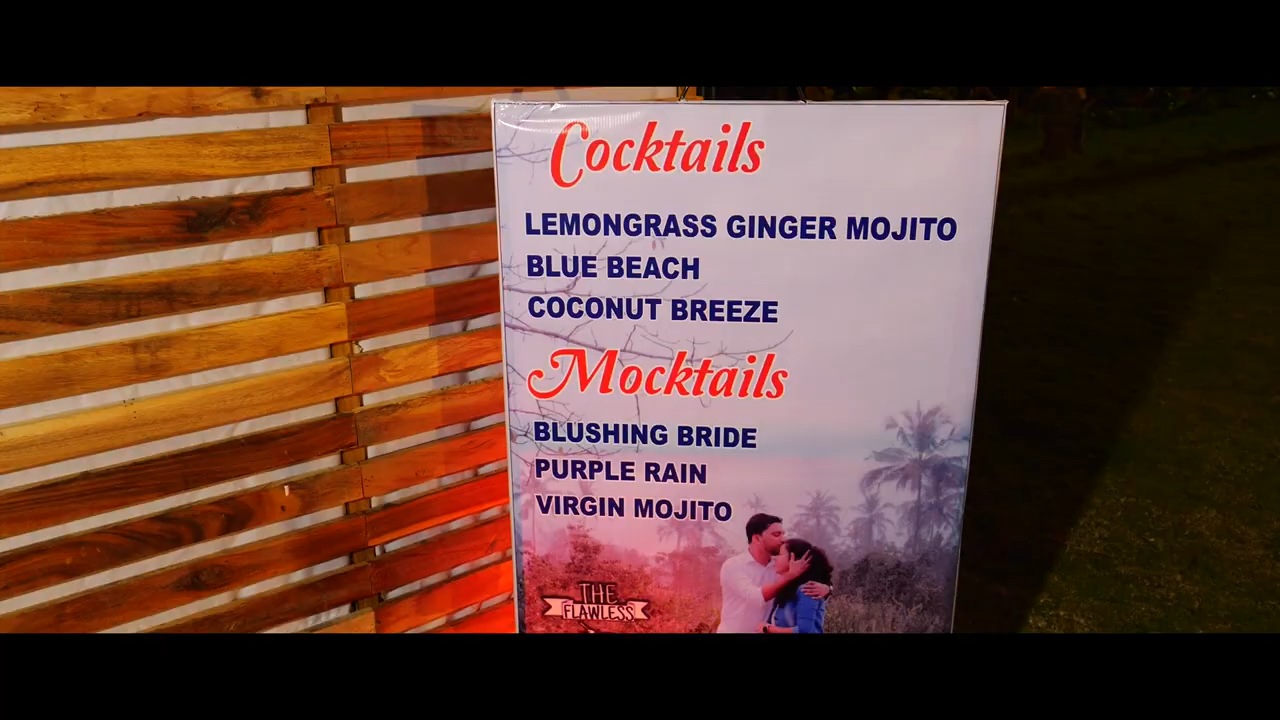 Cocktails
LEMONGRASS GINGER MOJITO
BLUE BEACH
COCONUT BREEZE
Mocktails
BLUSHING BRIDE
PURPLE RAIN
VIRGIN MOJITO
THE
FLAWLESS